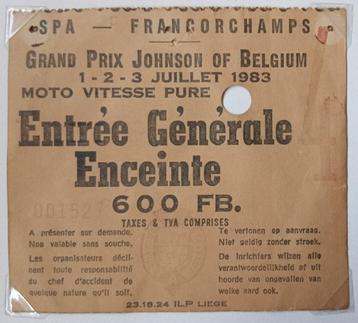 SPA — FRANCORCHAMPS
GRAND PRIX JOHNSON OF BELGIUM
1 - 2 - 3 JUILLET 1983
MOTO VITESSE PURE
Entrée Générale
Enceinte
600 FB.
TAXES & TVA COMPRISES
A présenter sur demande.
Non valable sans souche.
Les organisateurs décli-
nent toute responsabilité
du chef d'accident de
quelque nature qu'il soit.
Te vertonen op aanvraag.
Niet geldig zonder strook.
De inrichters wijzen alle
verantwoordelijkheid af uit
hoorde van ongevallen van
welke aard ook.
23.18.24 ILP LIEGE